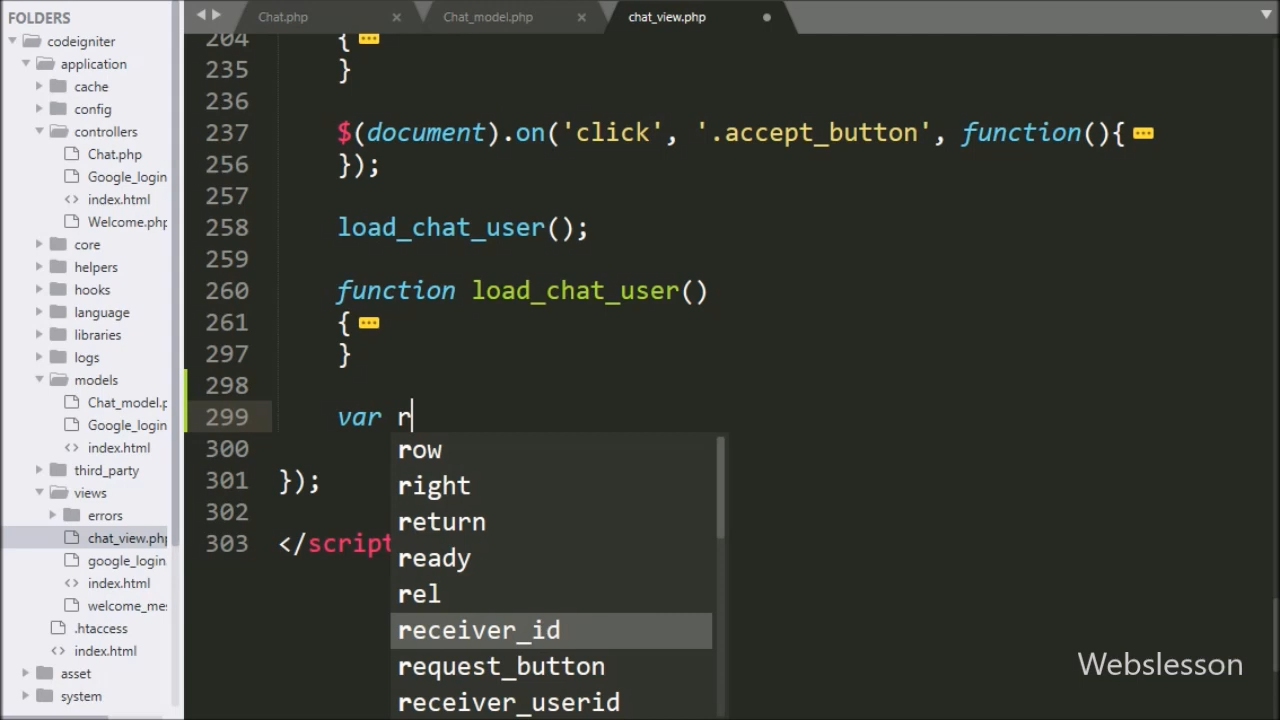 FOLDERS
codeigniter
application
cache
config
controllers
Chat.php
Google_login
index.html
Welcome.php
core
helpers
hooks
language
libraries
logs
models
Chat_model.p
Google_login
index.html
third_party
views
errors
chat_view.php
google_login.
index.html
welcome_mes
.htaccess
index.html
asset
system
Chat.php
Chat_model.php
chat_view.php
204 {
235 }
236
237 $(document).on('click', '.accept_button', function(){
256 });
257
258 load_chat_user();
259
260 function load_chat_user()
261 {
297 }
298
299 var r
300
301 });
302
303 </script
row
right
return
ready
rel
receiver_id
request_button
receiver_userid
Webslesson